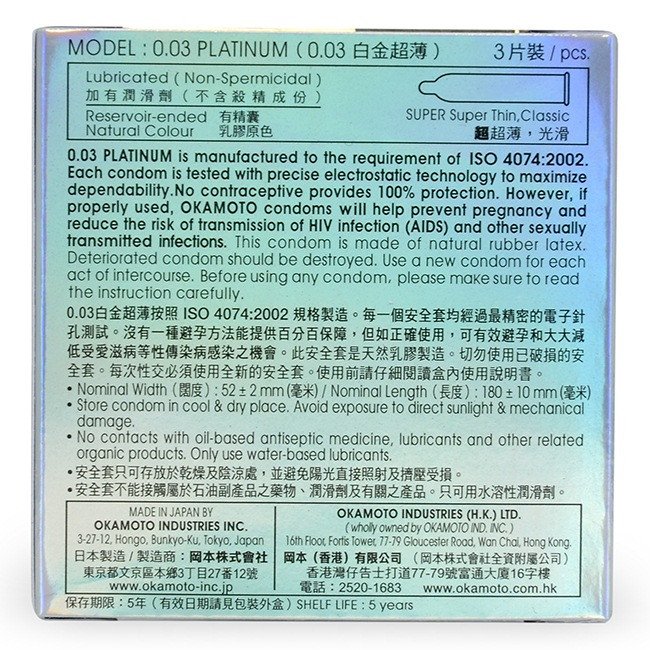 MODEL : 0.03 PLATINUM ( 0.03 白金超薄 ) 3 片裝 / pcs.
Lubricated ( Non-Spermicidal )
加有潤滑劑 ( 不含殺精成份 )
Reservoir-ended 有精囊
Natural Colour 乳膠原色
SUPER Super Thin,Classic
超超薄，光滑
0.03 PLATINUM is manufactured to the requirement of ISO 4074:2002.
Each condom is tested with precise electrostatic technology to maximize
dependability.No contraceptive provides 100% protection. However, if
properly used, OKAMOTO condoms will help prevent pregnancy and
reduce the risk of transmission of HIV infection (AIDS) and other sexually
transmitted infections. This condom is made of natural rubber latex.
Deteriorated condom should be destroyed. Use a new condom for each
act of intercourse. Before using any condom, please make sure to read
the instruction carefully.
0.03白金超薄按照 ISO 4074:2002 規格製造。每一個安全套均經過最精密的電子針
孔測試。沒有一種避孕方法能提供百分百保障，但如正確使用，可有效避孕和大大減
低受愛滋病等性傳染病感染之機會。此安全套是天然乳膠製造。切勿使用已破損的安
全套。每次性交必須使用全新的安全套。使用前請仔細閱讀盒內使用說明書。
• Nominal Width ( 闊度 ) : 52 ± 2 mm (毫米) / Nominal Length ( 長度 ) : 180 ± 10 mm (毫米)
• Store condom in cool & dry place. Avoid exposure to direct sunlight & mechanical
damage.
• No contacts with oil-based antiseptic medicine, lubricants and other related
organic products. Only use water-based lubricants.
• 安全套只可存放於乾燥及陰涼處，並避免陽光直接照射及擠壓受損。
• 安全套不能接觸屬於石油副產品之藥物、潤滑劑及有關之產品。只可用水溶性潤滑劑。
MADE IN JAPAN BY
OKAMOTO INDUSTRIES INC.
3-27-12, Hongo, Bunkyo-Ku, Tokyo, Japan
日本製造 / 製造商：岡本株式會社
東京都文京區本鄉3丁目27番12號
www.okamoto-inc.jp
OKAMOTO INDUSTRIES (H.K.) LTD.
( wholly owned by OKAMOTO IND. INC. )
16th Floor, Fortis Tower, 77-79 Gloucester Road, Wan Chai, Hong Kong.
岡本（香港）有限公司 （岡本株式會社全資附屬公司）
香港灣仔告士打道77-79號富通大廈16字樓
電話：2520-1683 www.okamoto.com.hk
保存期限：5年（有效日期請見包裝外盒）SHELF LIFE : 5 years